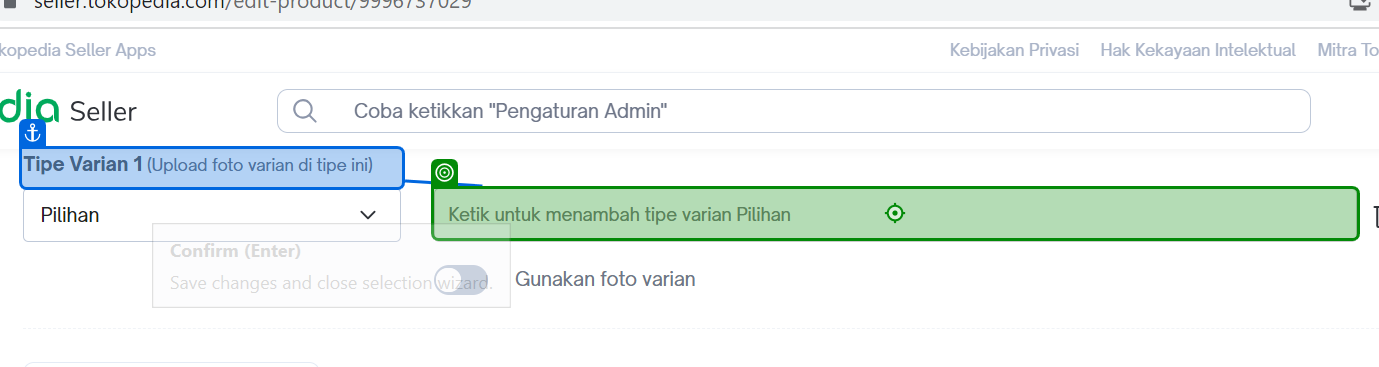 seller.tokopedia.com/edit-product/9996737029
kopedia Seller Apps
Kebijakan Privasi Hak Kekayaan Intelektual Mitra To
dia Seller
Coba ketikkan "Pengaturan Admin"
Tipe Varian 1 (Upload foto varian di tipe ini)
Pilihan
Ketik untuk menambah tipe varian Pilihan
Confirm (Enter)
Save changes and close selection wizard.
Gunakan foto varian